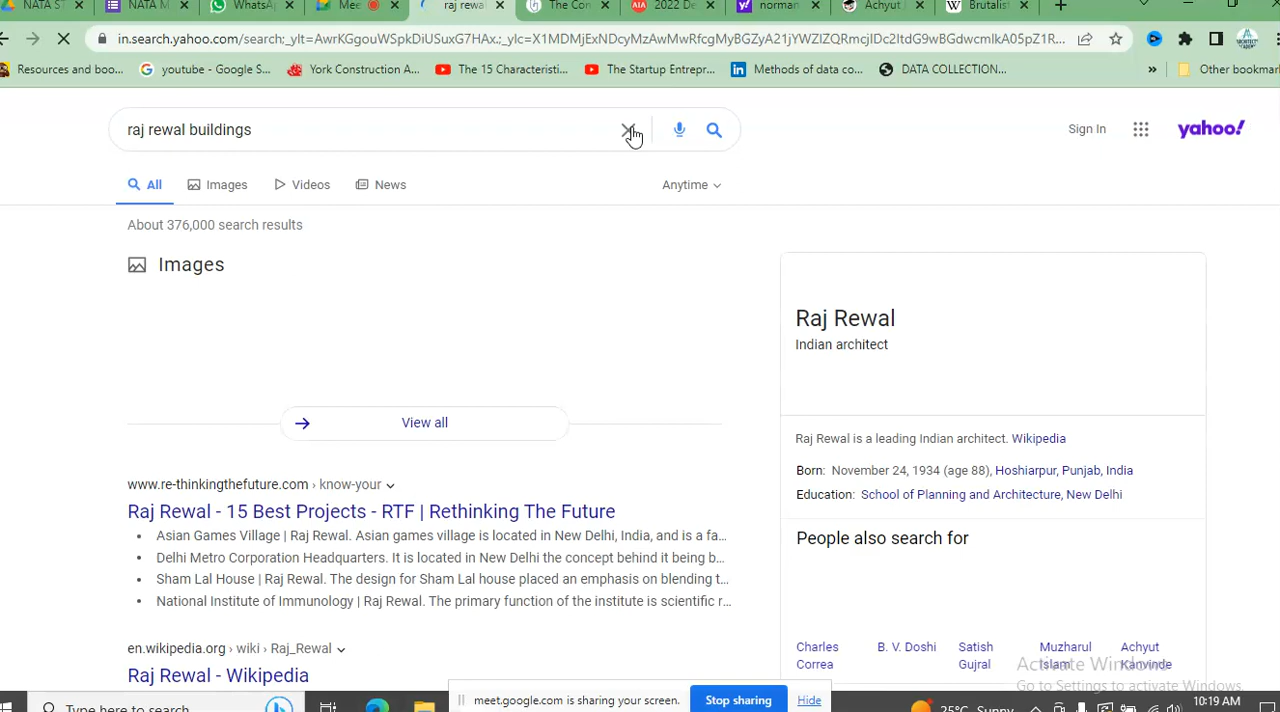 NATA ST
NATA M
WhatsA
Mee
raj rewa
The Con
AIA 2022 De
norman
Achyut
W Brutalist
in.search.yahoo.com/search;_ylt=AwrKGgouWSpkDiUSuxG7HAx.;_ylc=X1MDMjExNDcyMzAwMwRfcgMyBGZyA21jYWZlZQRmcjIDc2ItdG9wBGdwcmlkA05pZ1R...
Resources and boo...
youtube - Google S...
York Construction A...
The 15 Characteristi...
The Startup Entrepr...
in Methods of data co...
DATA COLLECTION...
»
Other bookmar
raj rewal buildings
Sign In
yahoo!
All
Images
Videos
News
Anytime
About 376,000 search results
Images
View all
www.re-thinkingthefuture.com › know-your
Raj Rewal - 15 Best Projects - RTF | Rethinking The Future
• Asian Games Village | Raj Rewal. Asian games village is located in New Delhi, India, and is a fa...
• Delhi Metro Corporation Headquarters. It is located in New Delhi the concept behind it being b...
• Sham Lal House | Raj Rewal. The design for Sham Lal house placed an emphasis on blending t...
• National Institute of Immunology | Raj Rewal. The primary function of the institute is scientific r...
en.wikipedia.org › wiki › Raj_Rewal
Raj Rewal - Wikipedia
Raj Rewal
Indian architect
Raj Rewal is a leading Indian architect. Wikipedia
Born: November 24, 1934 (age 88), Hoshiarpur, Punjab, India
Education: School of Planning and Architecture, New Delhi
People also search for
Charles Correa
B. V. Doshi
Satish Gujral
Muzharul Islam
Achyut Kanvinde
Activate Windows
Go to Settings to activate Windows.
meet.google.com is sharing your screen.
Stop sharing
Hide
Type here to search
25°C Sunny
10:19 AM